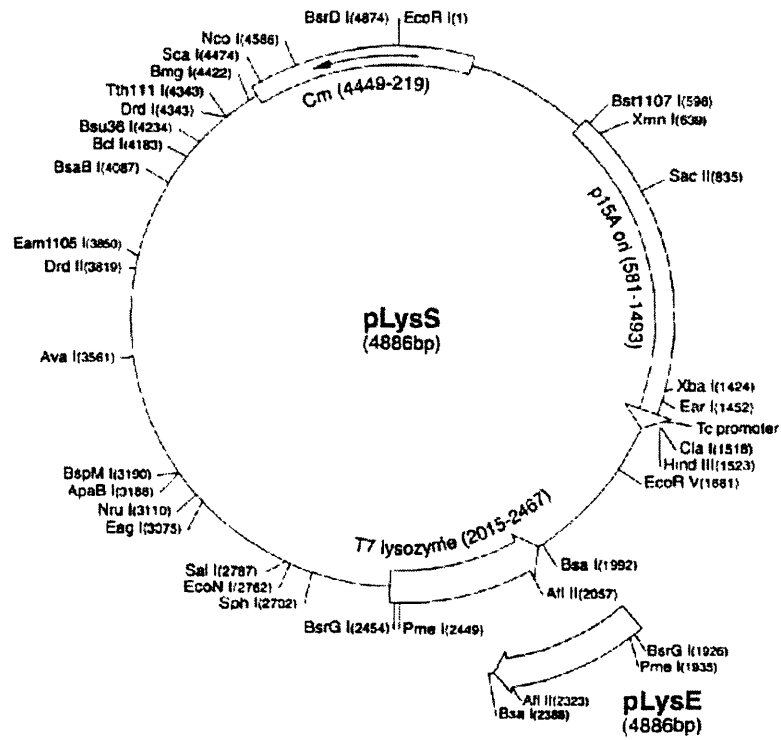 BsrD I(4874)
EcoR I(1)
Nco I(4586)
Sca I(4474)
Bmg I(4422)
Tth111 I(4343)
Drd I(4343)
Bsu36 I(4234)
Bcl I(4183)
BsaB I(4087)
Eam1105 I(3850)
Drd II(3819)
Ava I(3561)
BspM I(3190)
ApaB I(3188)
Nru I(3110)
Eag I(3075)
Sal I(2787)
EcoN I(2762)
Sph I(2702)
BsrG I(2454)
Pme I(2449)
Cm (4449-219)
Bst1107 I(598)
Xmn I(639)
Sac II(835)
p15A ori (581-1493)
pLysS
(4886bp)
Xba I(1424)
Ear I(1452)
Tc promoter
Cla I(1518)
Hind III(1523)
EcoR V(1681)
T7 lysozyme (2015-2467)
Bsa I(1992)
Afl II(2057)
BsrG I(1926)
Pme I(1935)
Afl II(2323)
Bsa I(2388)
pLysE
(4886bp)